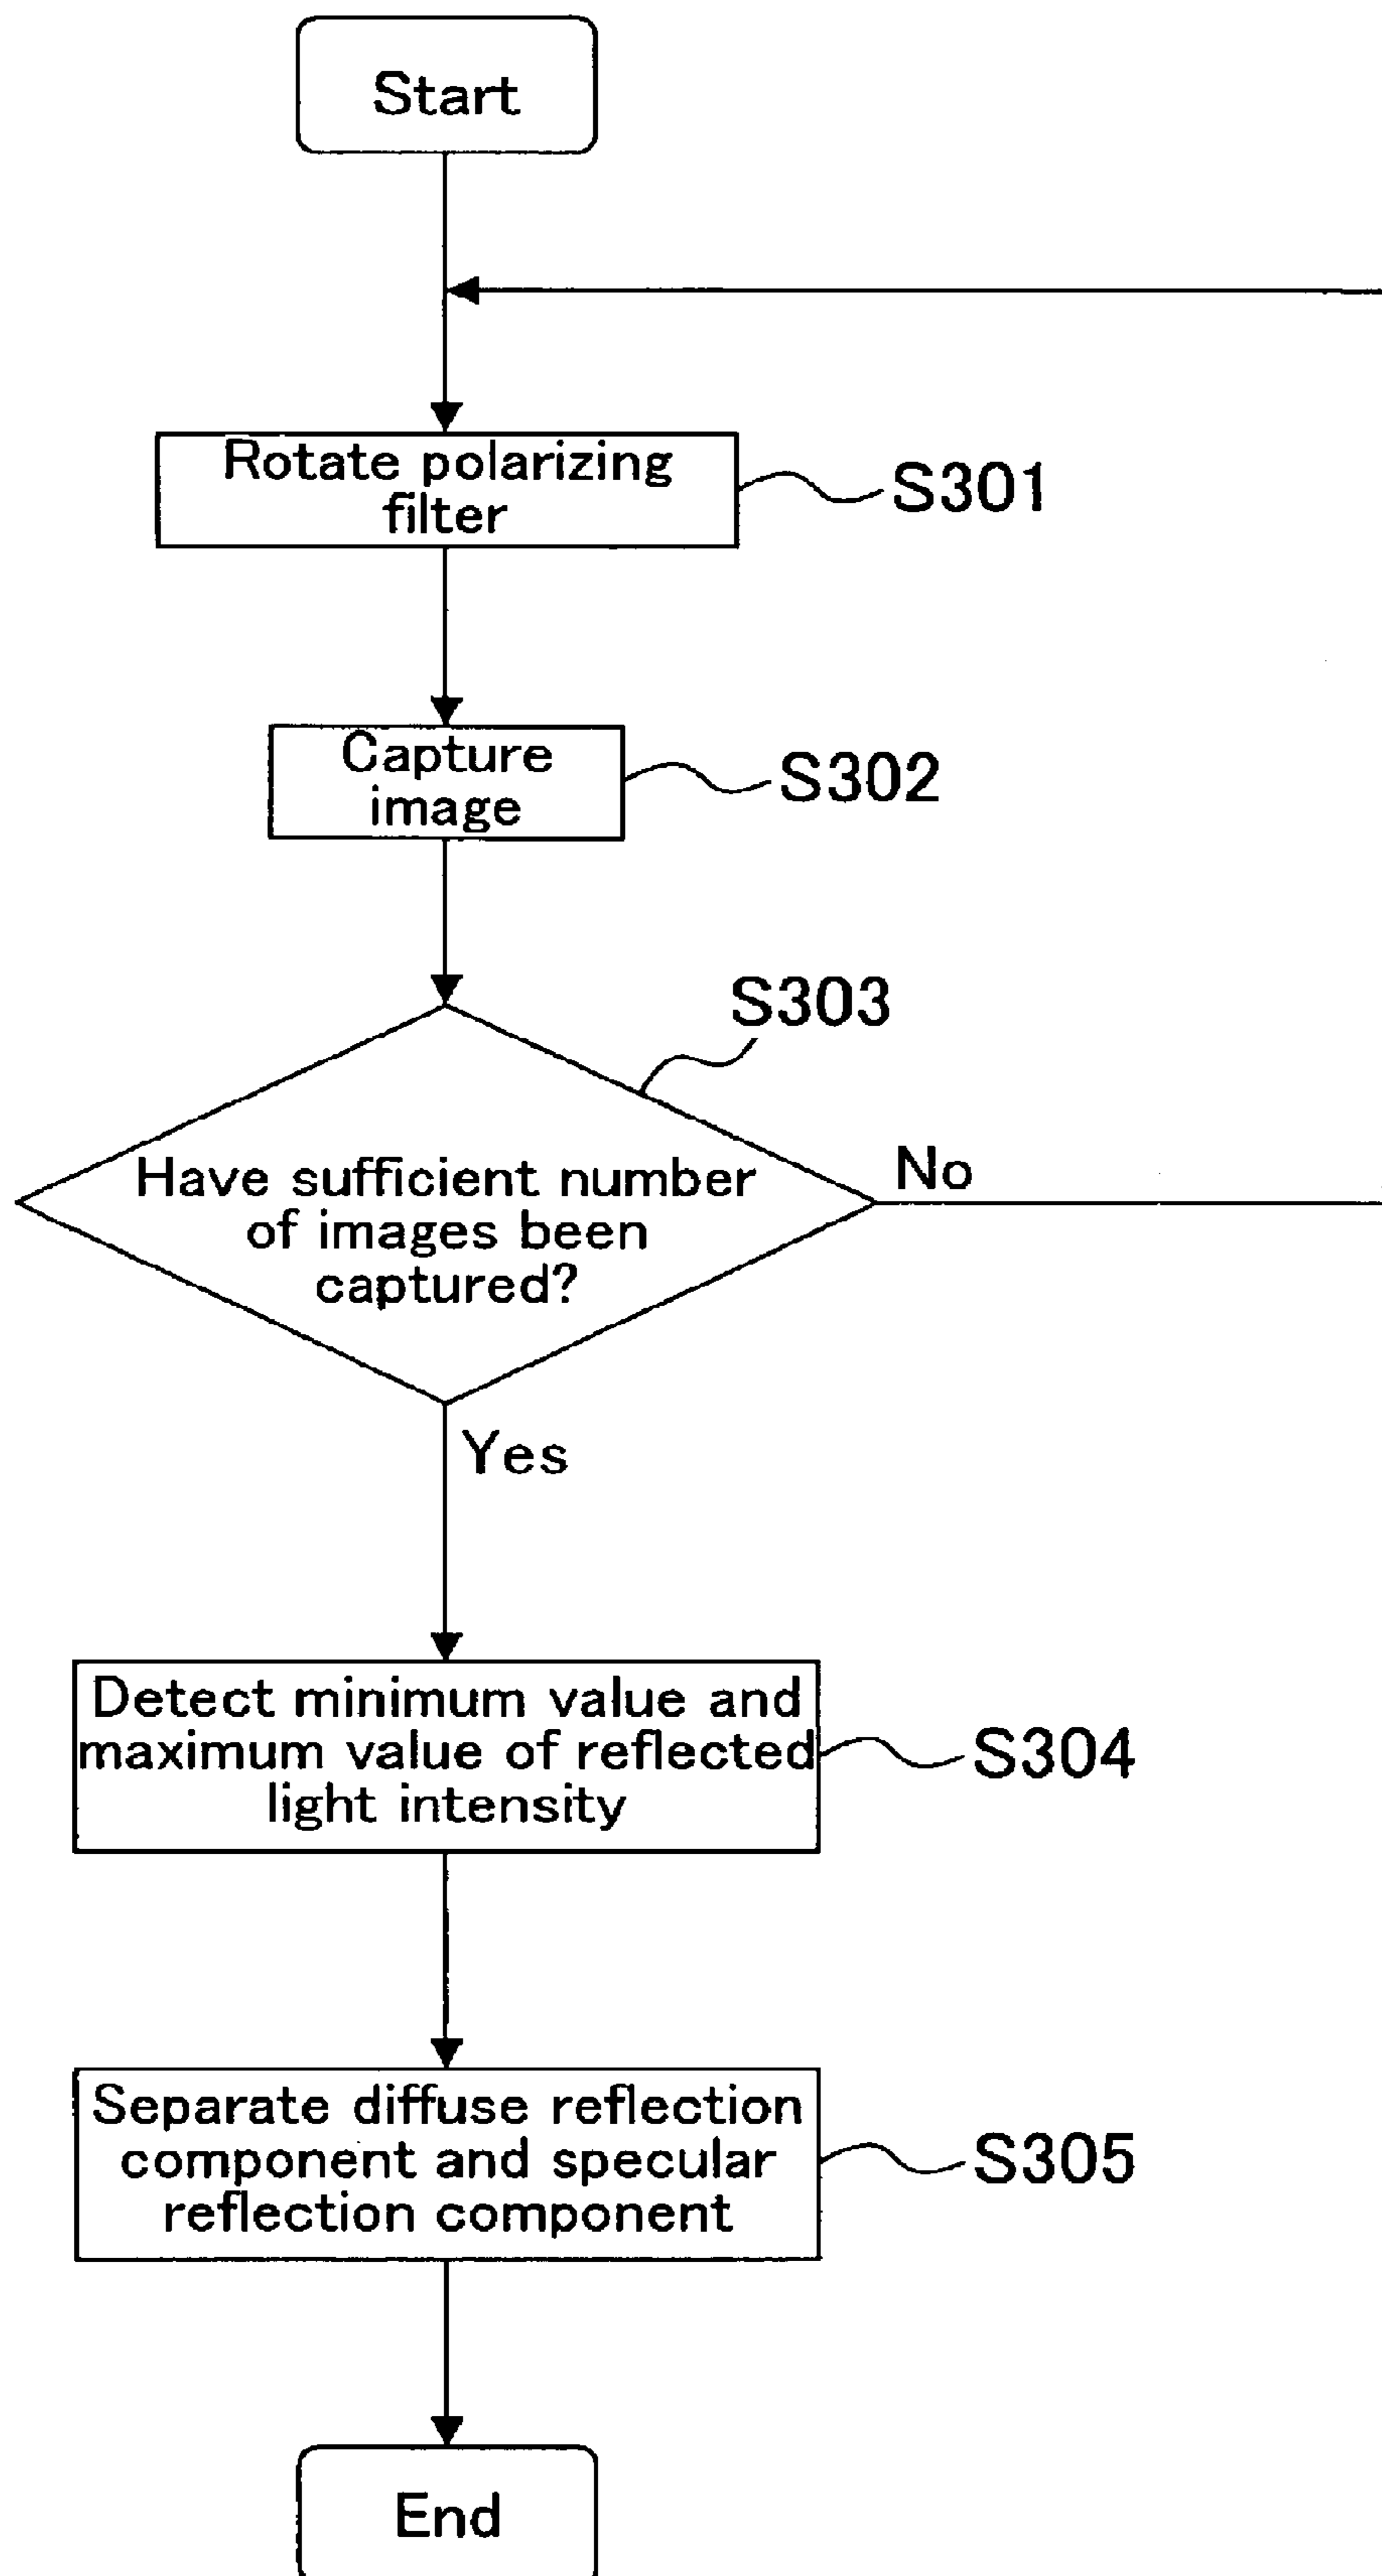 Start
Rotate polarizing
filter
S301
Capture
image
S302
S303
Have sufficient number
of images been
captured?
No
Yes
Detect minimum value and
maximum value of reflected
light intensity
S304
Separate diffuse reflection
component and specular
reflection component
S305
End